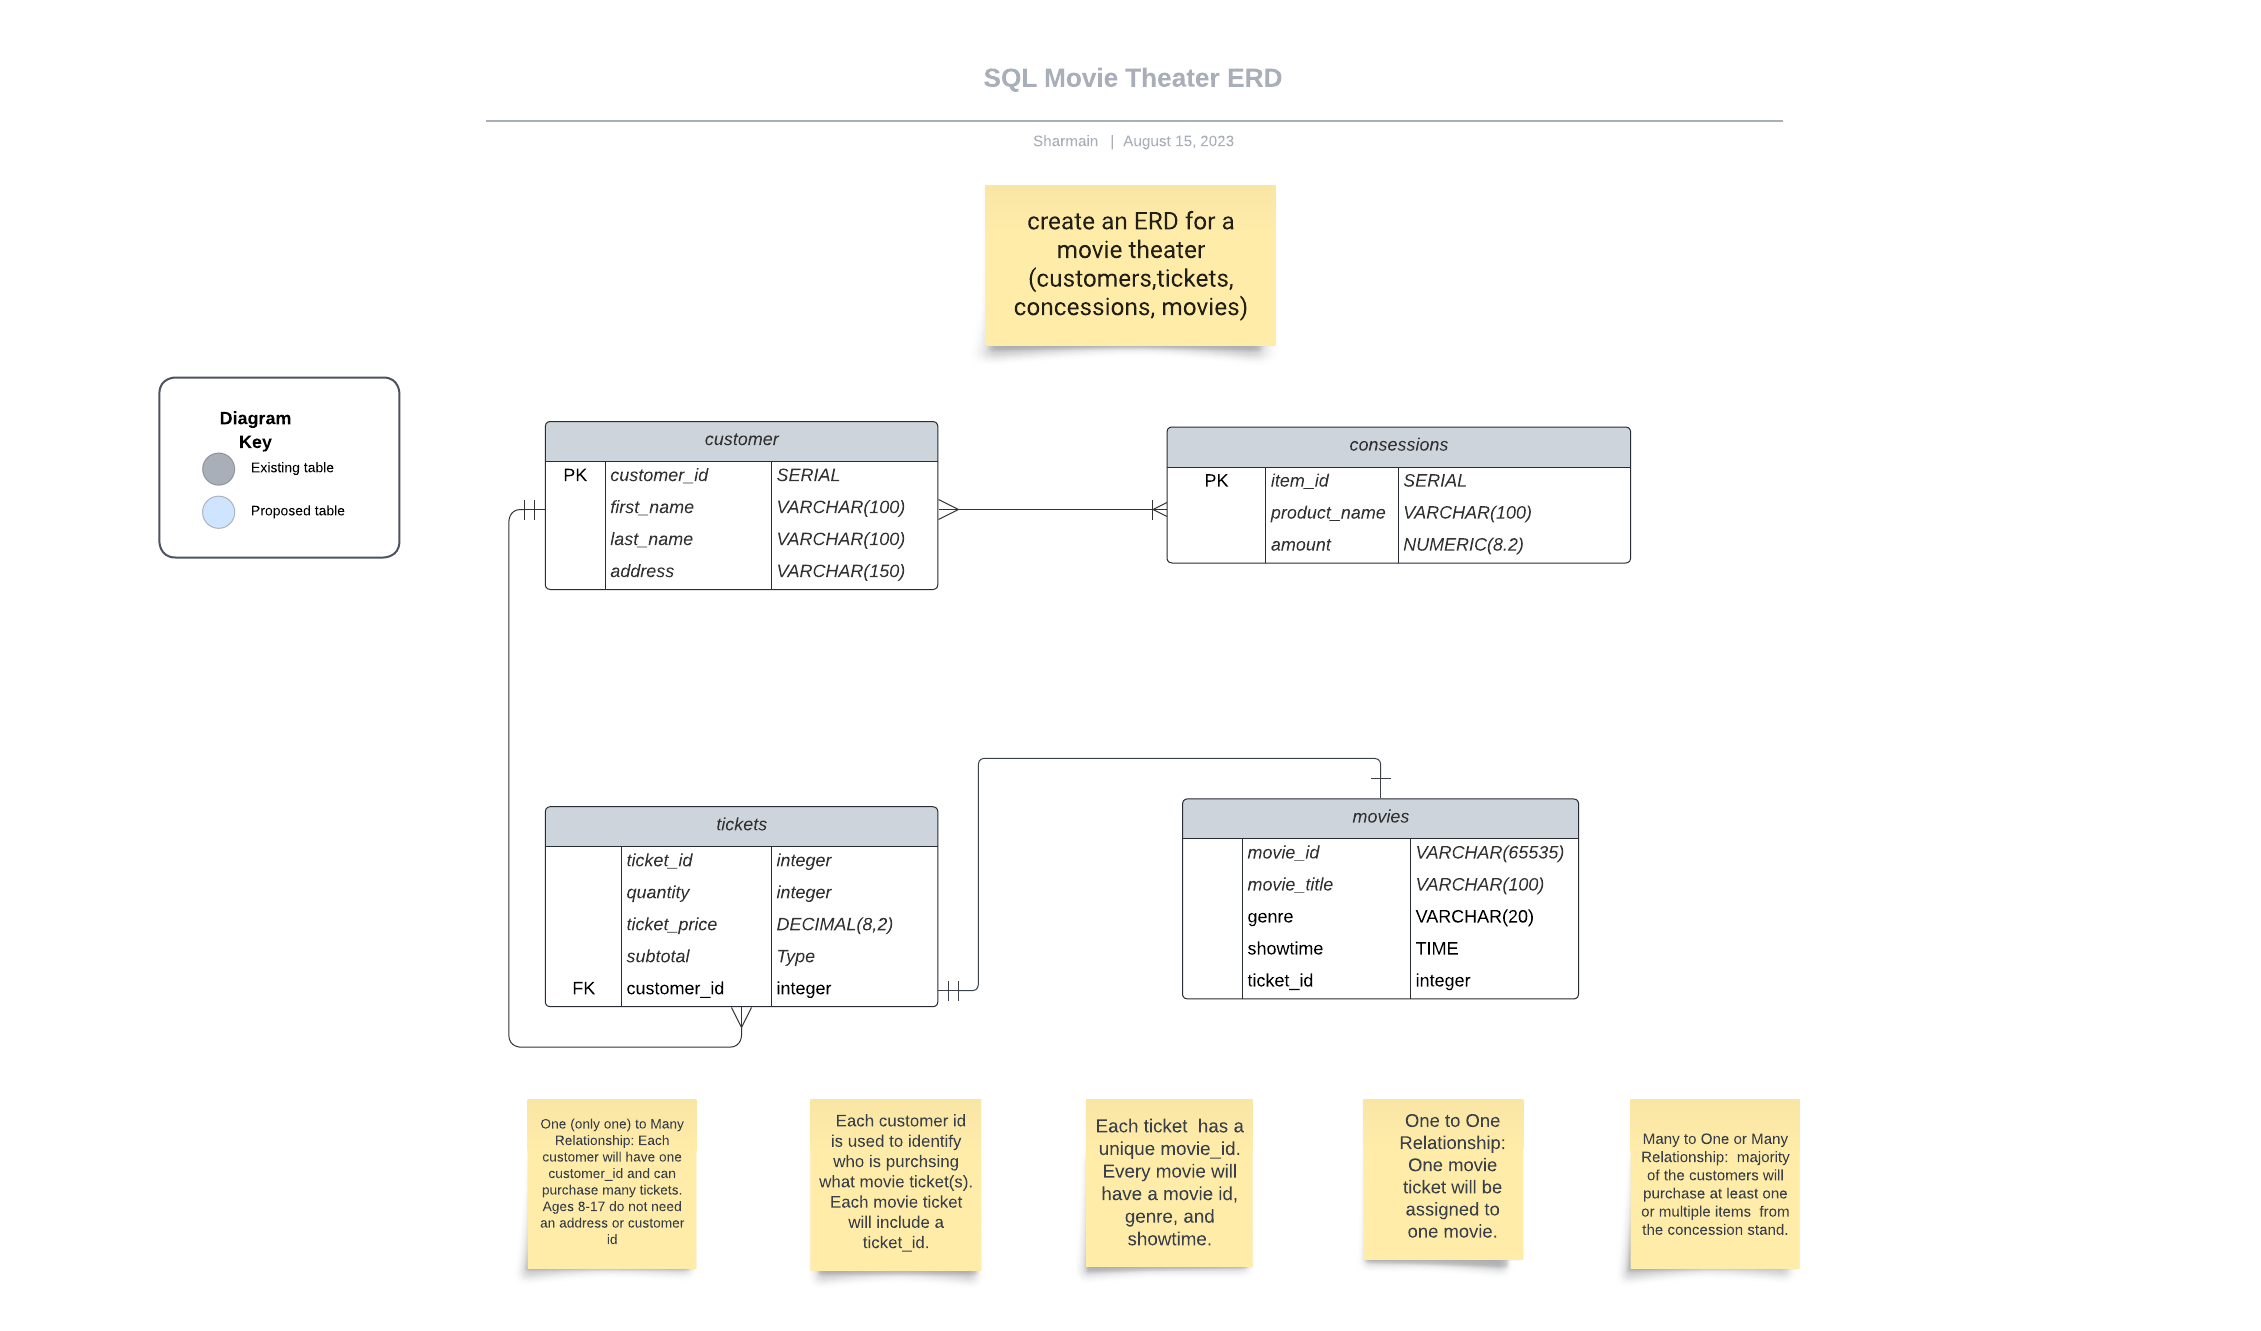 SQL Movie Theater ERD
Sharmain | August 15, 2023
create an ERD for a
movie theater
(customers,tickets,
concessions, movies)
Diagram
Key
Existing table
Proposed table
customer
PK customer_id SERIAL
first_name VARCHAR(100)
last_name VARCHAR(100)
address VARCHAR(150)
consessions
PK item_id SERIAL
product_name VARCHAR(100)
amount NUMERIC(8.2)
tickets
ticket_id integer
quantity integer
ticket_price DECIMAL(8,2)
subtotal Type
FK customer_id integer
movies
movie_id VARCHAR(65535)
movie_title VARCHAR(100)
genre VARCHAR(20)
showtime TIME
ticket_id integer
One (only one) to Many
Relationship: Each
customer will have one
customer_id and can
purchase many tickets.
Ages 8-17 do not need
an address or customer
id
Each customer id
is used to identify
who is purchsing
what movie ticket(s).
Each movie ticket
will include a
ticket_id.
Each ticket has a
unique movie_id.
Every movie will
have a movie id,
genre, and
showtime.
One to One
Relationship:
One movie
ticket will be
assigned to
one movie.
Many to One or Many
Relationship: majority
of the customers will
purchase at least one
or multiple items from
the concession stand.